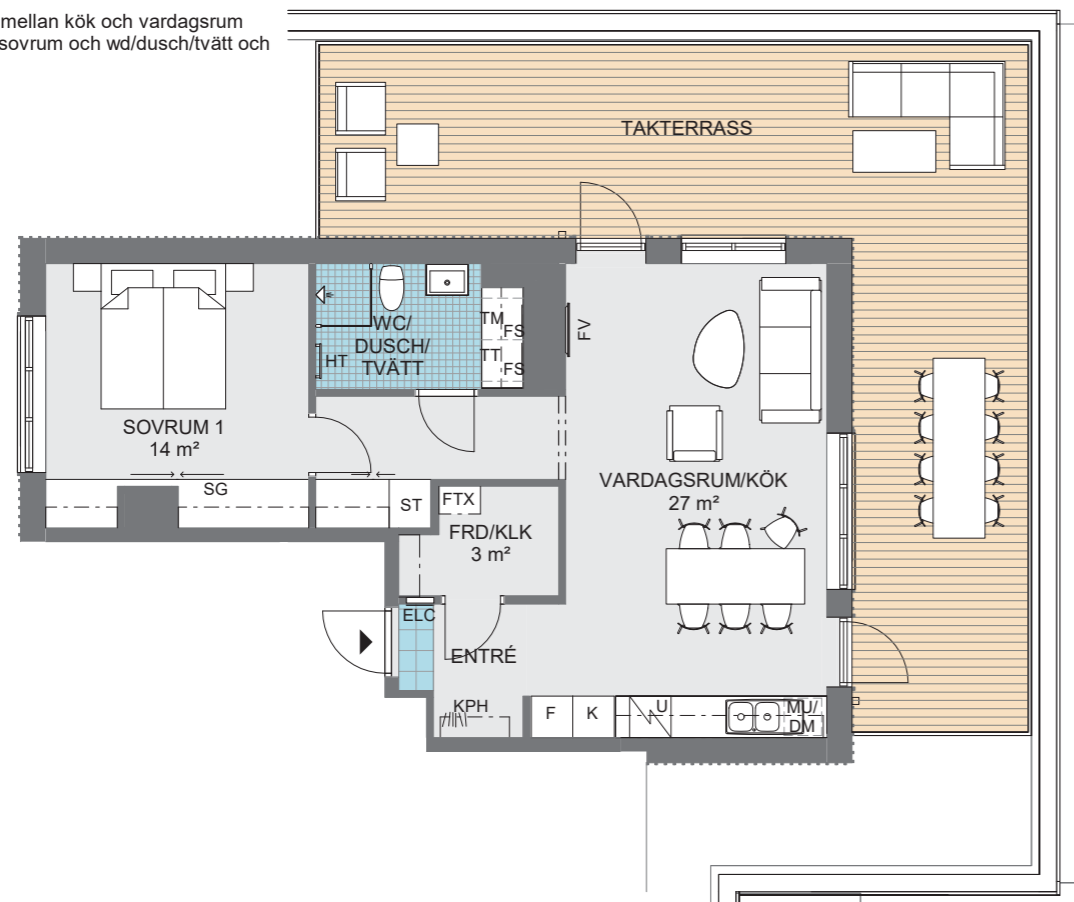 mellan kök och vardagsrum
sovrum och wd/dusch/tvätt och
TAKTERRASS
WC/
DUSCH/
TVÄTT
HT
TM
FS
TT
FS
FV
SOVRUM 1
14 m²
SG
ST
FTX
FRD/KLK
3 m²
VARDAGSRUM/KÖK
27 m²
ELC
ENTRÉ
KPH
F
K
U
MU/
DM